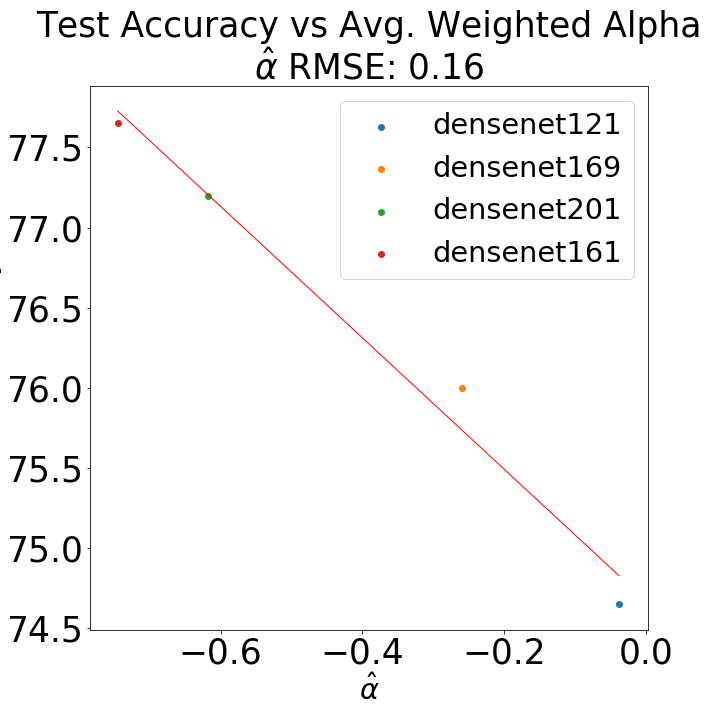 Test Accuracy vs Avg. Weighted Alpha
α̂ RMSE: 0.16
densenet121
densenet169
densenet201
densenet161
77.5
77.0
76.5
76.0
75.5
75.0
74.5
−0.6
−0.4
−0.2
0.0
α̂